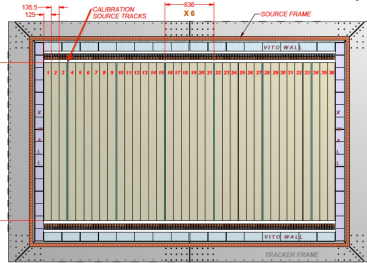 135.5
125
CALIBRATION
SOURCE TRACKS
836
X 6
SOURCE FRAME
VITO WALL
1 2 3 4 5 6 7 8 9 10 11 12 13 14 15 16 17 18 19 20 21 22 23 24 25 26 27 28 29 30 31 32 33 34 35 36
X
W
A
L
L
X
W
A
L
L
VITO WALL
TRACKER FRAME